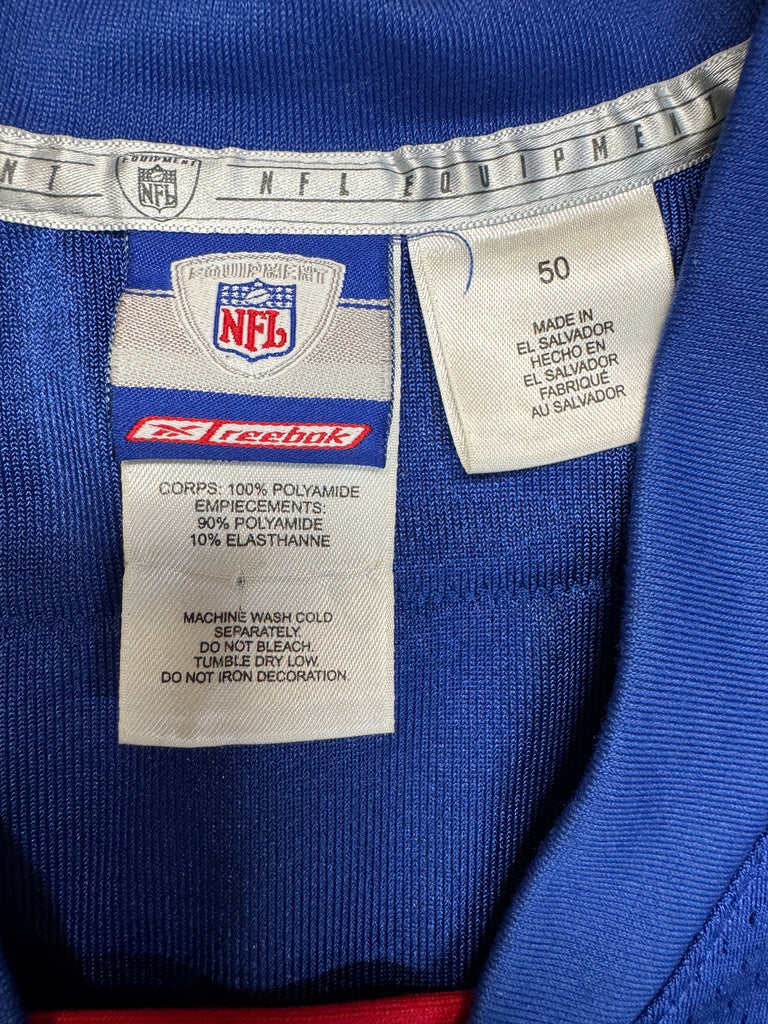 NT
EQUIPMENT
NFL
NFL EQUIPMENT
EQUIPMENT
NFL
reebok
CORPS: 100% POLYAMIDE
EMPIECEMENTS:
90% POLYAMIDE
10% ELASTHANNE
MACHINE WASH COLD
SEPARATELY.
DO NOT BLEACH.
TUMBLE DRY LOW.
DO NOT IRON DECORATION.
50
MADE IN
EL SALVADOR
HECHO EN
EL SALVADOR
FABRIQUÉ
AU SALVADOR